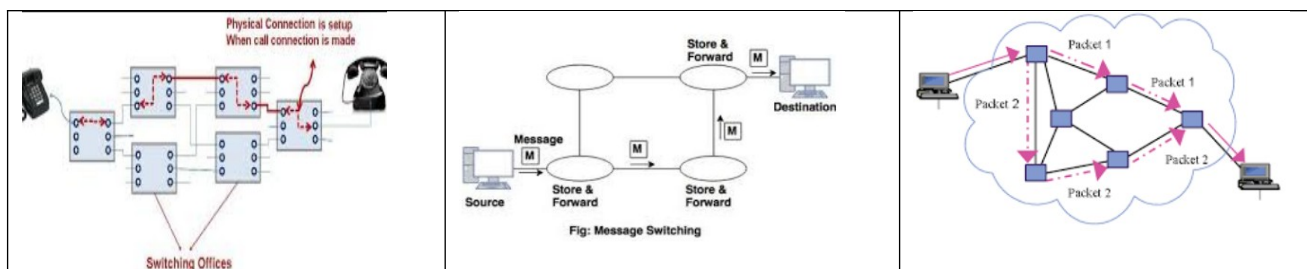 Physical Connection is setup
When call connection is made
Switching Offices
Store &
Forward
M
Destination
M
Message
M
M
Source
Store &
Forward
Store &
Forward
Fig: Message Switching
Packet 1
Packet 1
Packet 2
Packet 2
Packet 2